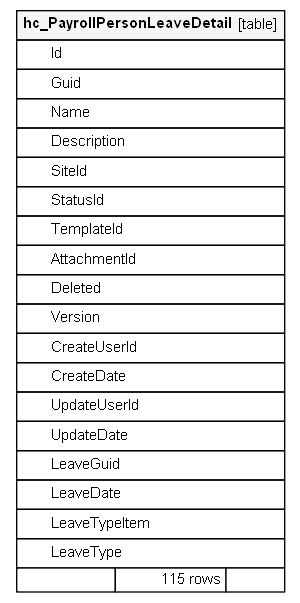 hc_PayrollPersonLeaveDetail [table]
Id
Guid
Name
Description
SiteId
StatusId
TemplateId
AttachmentId
Deleted
Version
CreateUserId
CreateDate
UpdateUserId
UpdateDate
LeaveGuid
LeaveDate
LeaveTypeItem
LeaveType
115 rows